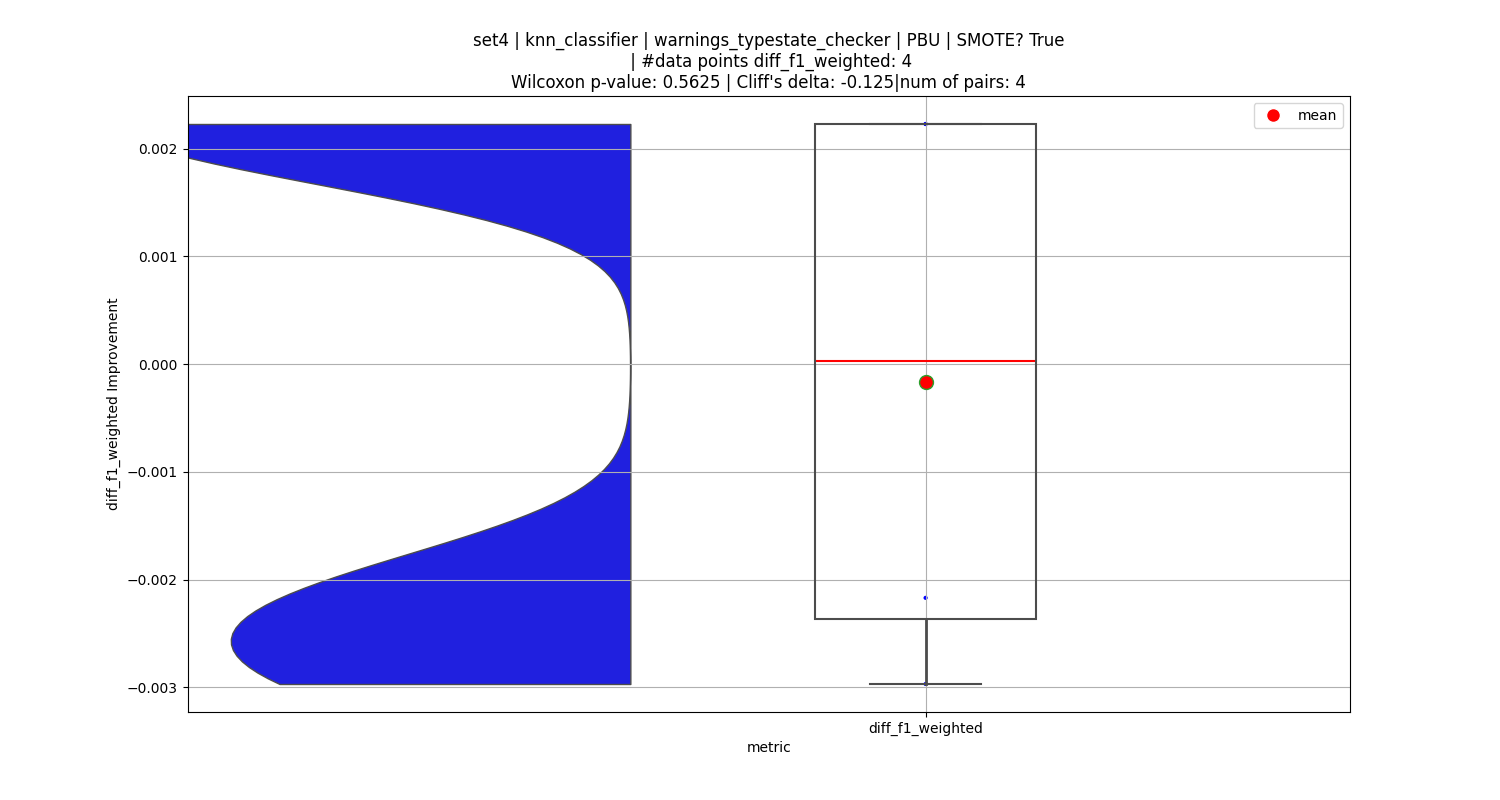 set4 | knn_classifier | warnings_typestate_checker | PBU | SMOTE? True
| #data points diff_f1_weighted: 4
Wilcoxon p-value: 0.5625 | Cliff's delta: -0.125|num of pairs: 4
mean
0.002
0.001
0.000
−0.001
−0.002
−0.003
diff_f1_weighted Improvement
diff_f1_weighted
metric